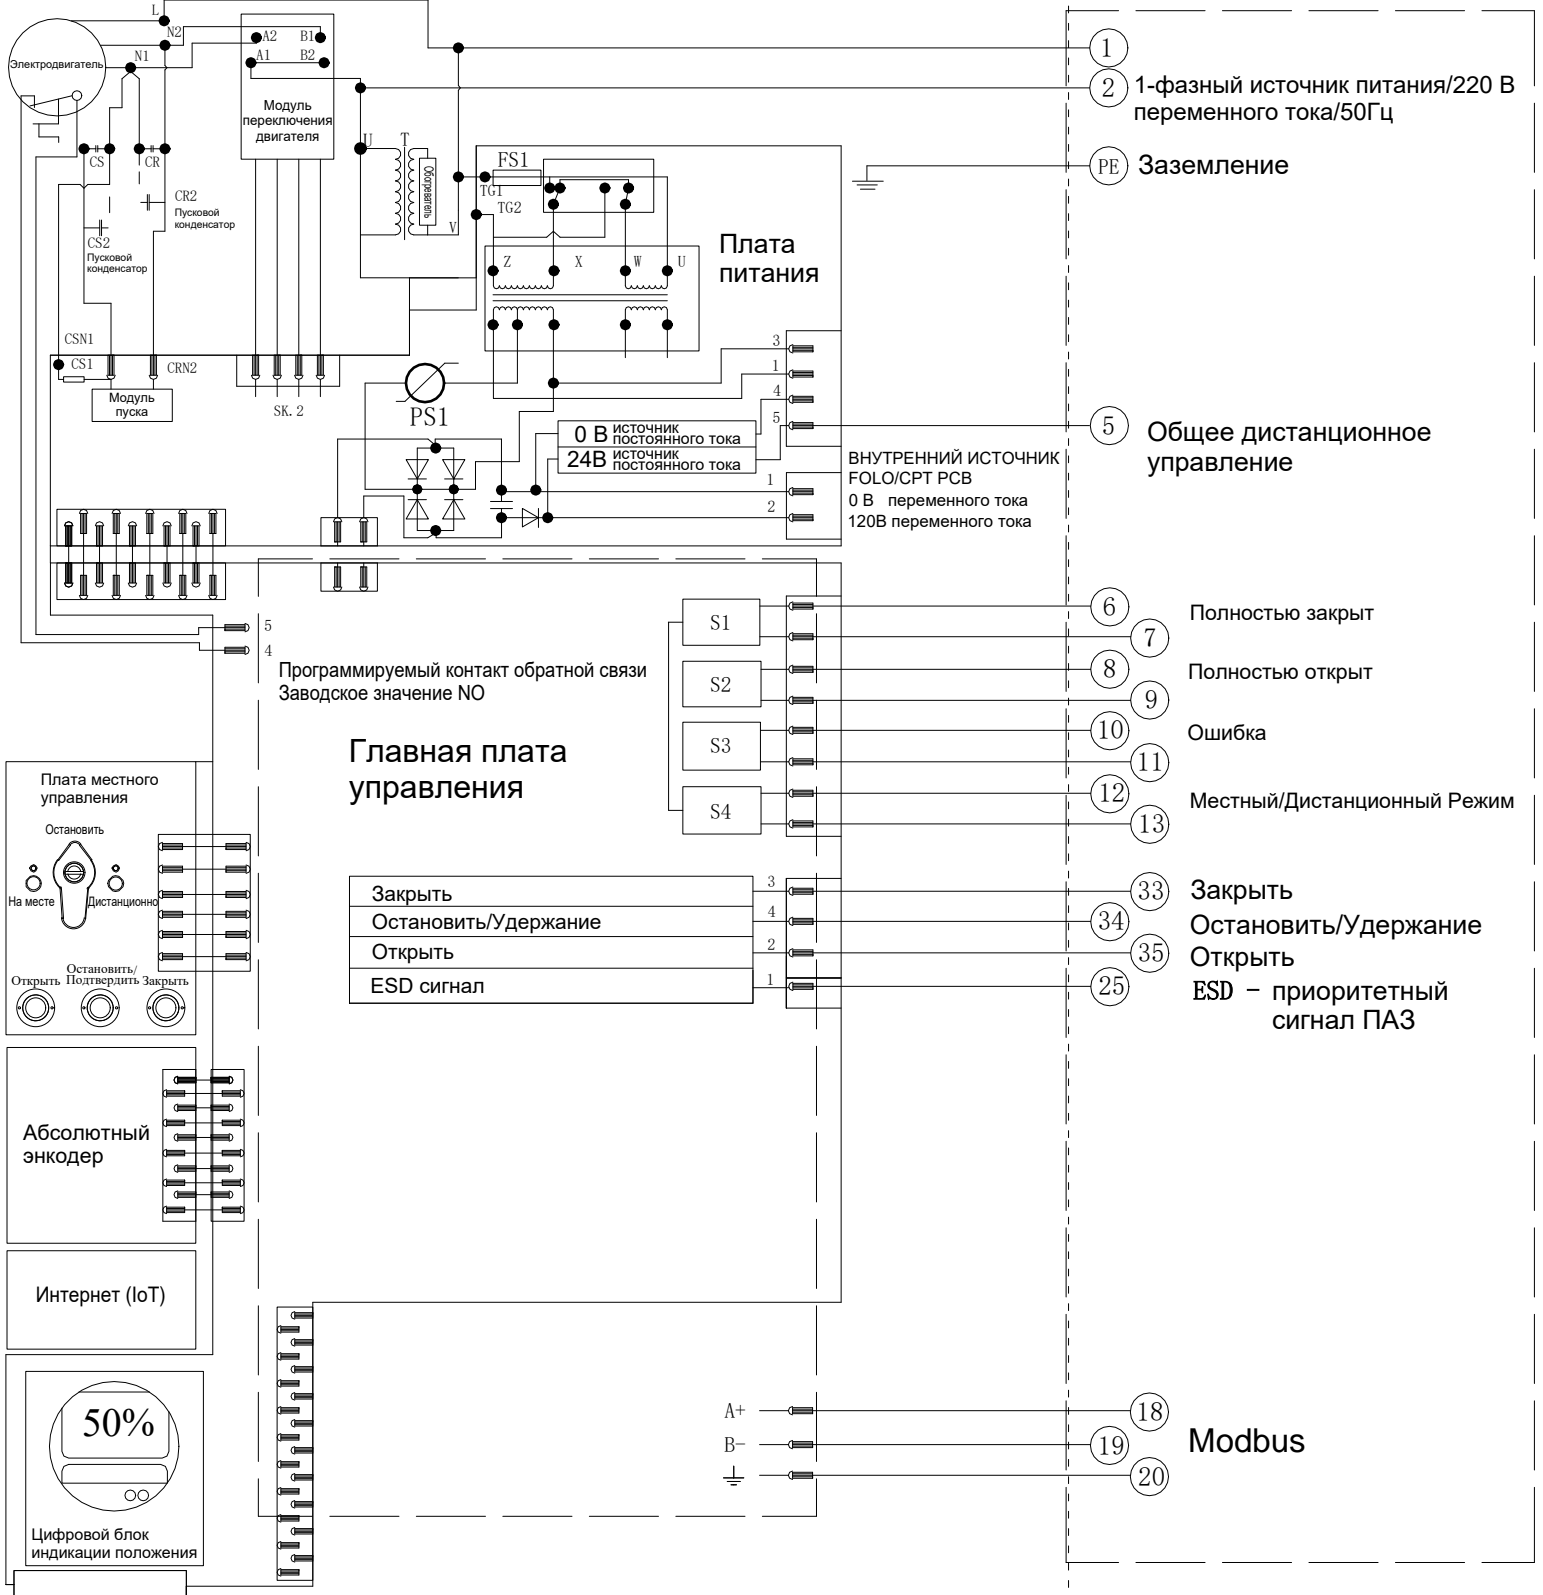 L
N2
A2
B1
1
Электродвигатель
N1
A1
B2
2
1-фазный источник питания/220 В
переменного тока/50Гц
Модуль
переключения
двигателя
U
T
FS1
CS
CR
PE
Заземление
Обогреватель
TG1
CR2
Пусковой
конденсатор
TG2
V
CS2
Пусковой
конденсатор
Плата
питания
Z
X
W
U
CSN1
3
CS1
CRN2
1
Модуль
пуска
SK.2
PS1
4
5
0 В источник
постоянного тока
24В источник
постоянного тока
5
Общее дистанционное
управление
ВНУТРЕННИЙ ИСТОЧНИК
FOLO/CPT PCB
0 В переменного тока
120В переменного тока
1
2
5
4
Программируемый контакт обратной связи
Заводское значение NO
S1
6
Полностью закрыт
7
S2
8
Полностью открыт
9
Главная плата
управления
S3
10
Ошибка
11
S4
12
Местный/Дистанционный Режим
13
Плата местного
управления
Остановить
На месте
Дистанционно
Открыть
Остановить/
Подтвердить
Закрыть
Закрыть
3
33
Закрыть
Остановить/Удержание
4
34
Остановить/Удержание
Открыть
2
35
Открыть
ESD сигнал
1
25
ESD - приоритетный
сигнал ПАЗ
Абсолютный
энкодер
Интернет (IoT)
50%
Цифровой блок
индикации положения
A+
18
B-
19
Modbus
20